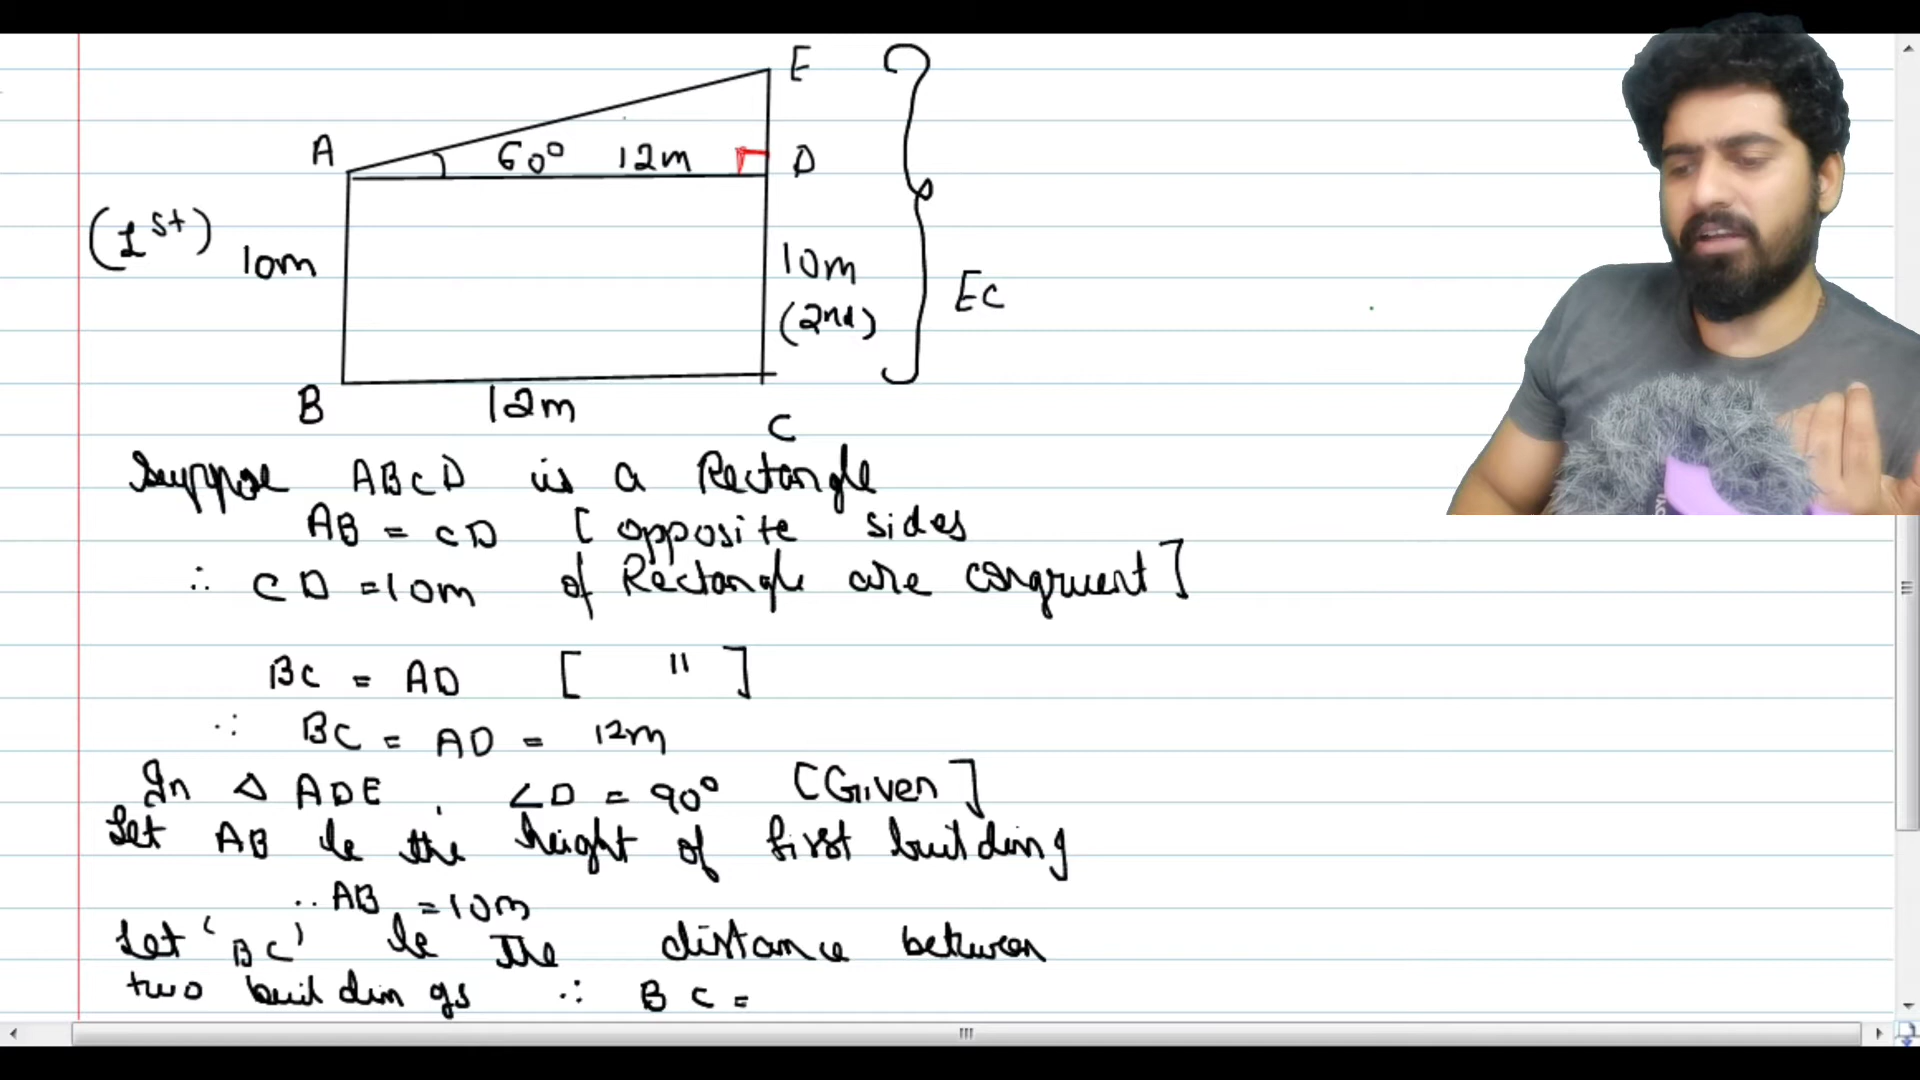 E
A 60° 12m D
(1st) 10m 10m
(2nd) EC
B 12m C
Suppose ABCD is a Rectangle
AB = CD [opposite sides
∴ CD = 10m of Rectangle are congruent]
BC = AD [ " ]
∴ BC = AD = 12m
In △ ADE, ∠D = 90° [Given]
Let AB be the height of first building
∴ AB = 10m
Let 'BC' be the distance between
two buildings ∴ BC =